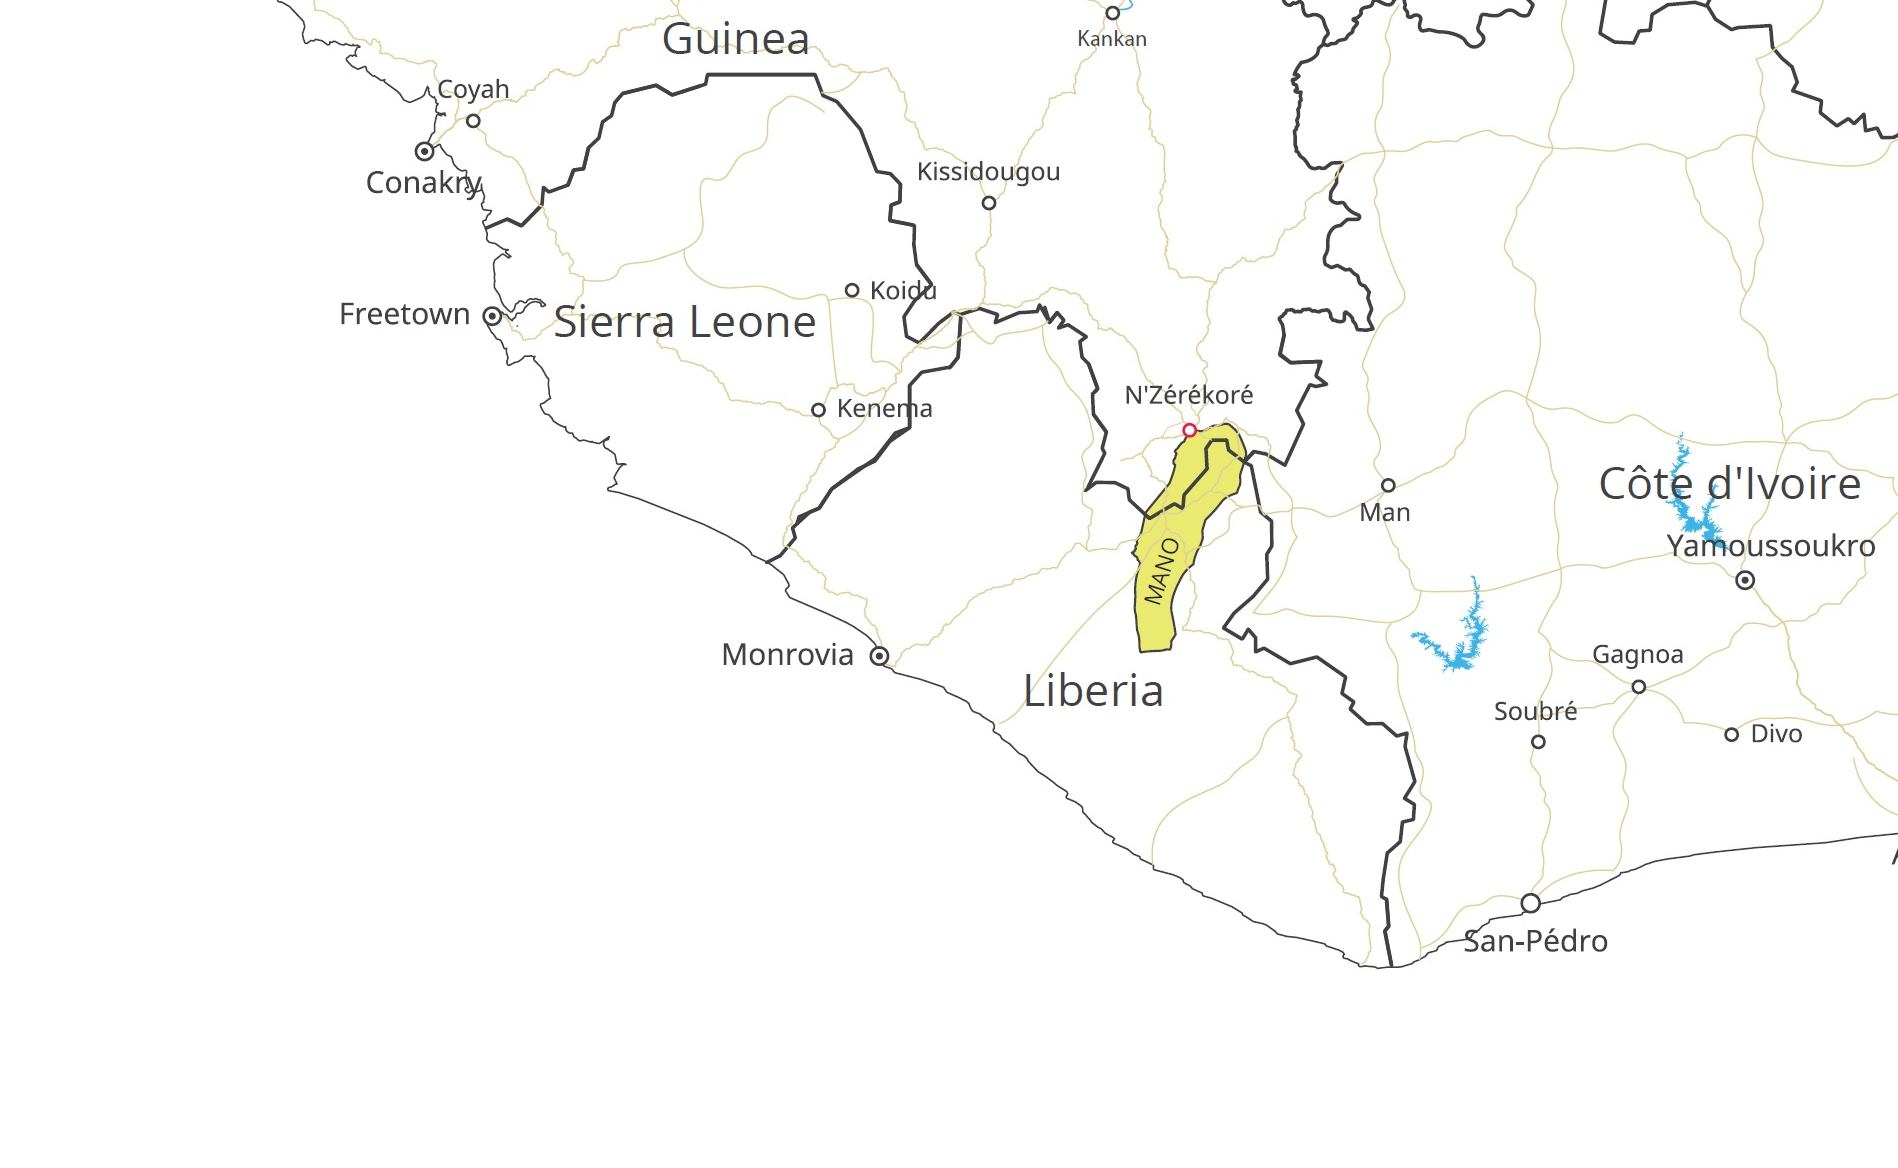 Guinea
Kankan
Coyah
Conakry
Kissidougou
Koidu
Freetown
Sierra Leone
N'Zérékoré
Kenema
Côte d'Ivoire
Man
Yamoussoukro
MANO
Monrovia
Gagnoa
Liberia
Soubré
Divo
San-Pédro